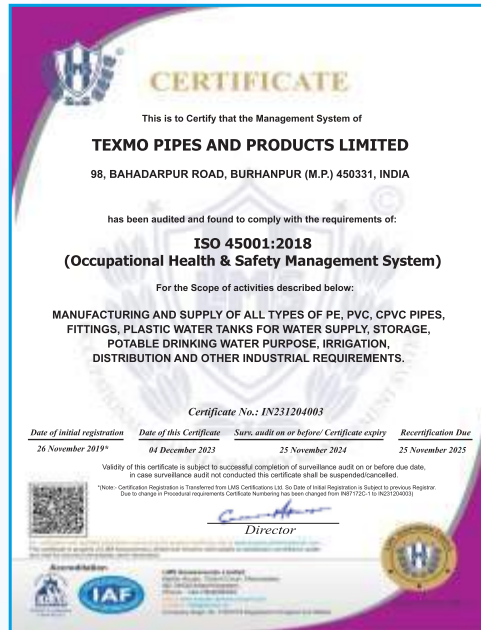 CERTIFICATE
This is to Certify that the Management System of
TEXMO PIPES AND PRODUCTS LIMITED
98, BAHADARPUR ROAD, BURHANPUR (M.P.) 450331, INDIA
has been audited and found to comply with the requirements of:
ISO 45001:2018
(Occupational Health & Safety Management System)
For the Scope of activities described below:
MANUFACTURING AND SUPPLY OF ALL TYPES OF PE, PVC, CPVC PIPES,
FITTINGS, PLASTIC WATER TANKS FOR WATER SUPPLY, STORAGE,
POTABLE DRINKING WATER PURPOSE, IRRIGATION,
DISTRIBUTION AND OTHER INDUSTRIAL REQUIREMENTS.
Certificate No.: IN231204003
Date of initial registration Date of this Certificate Surv. audit on or before/ Certificate expiry Recertification Due
26 November 2019* 04 December 2023 25 November 2024 25 November 2025
Validity of this certificate is subject to successful completion of surveillance audit on or before due date,
in case surveillance audit not conducted this certificate shall be suspended/cancelled.
*(Note:- Certification Registration is Transferred from LMS Certifications Ltd. So Date of Initial Registration is Subject to previous Registrar.
Due to change in Procedural requirements Certificate Numbering has been changed from IN87172C-1 to IN231204003)
Director
Accreditation
IAF